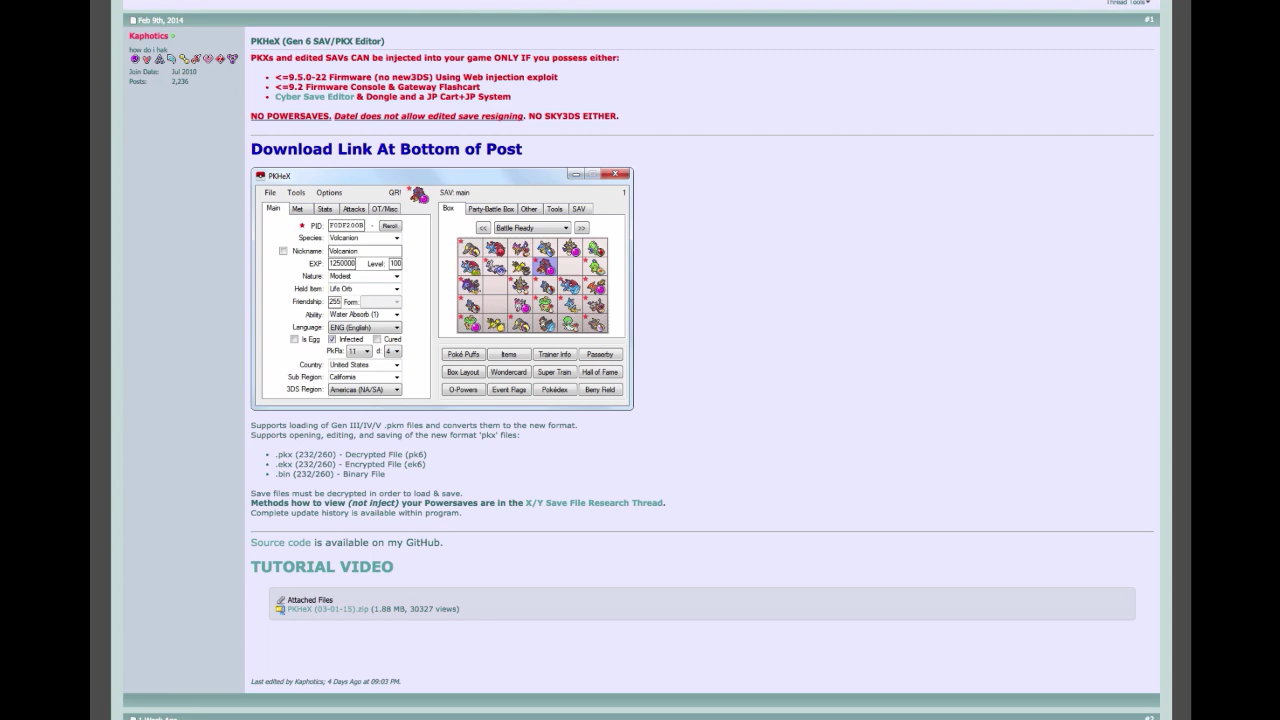 Thread Tools
Feb 9th, 2014
#1
Kaphotics
how do i hak
Join Date: Jul 2010
Posts: 2,236
PKHeX (Gen 6 SAV/PKX Editor)
PKXs and edited SAVs CAN be injected into your game ONLY IF you possess either:
<=9.5.0-22 Firmware (no new3DS) Using Web injection exploit
<=9.2 Firmware Console & Gateway Flashcart
Cyber Save Editor & Dongle and a JP Cart+JP System
NO POWERSAVES. Datel does not allow edited save resigning. NO SKY3DS EITHER.
Download Link At Bottom of Post
PKHeX
File Tools Options QR! SAV: main 1
Main Met Stats Attacks OT/Misc
Box Party-Battle Box Other Tools SAV
PID: F0DF200B - Reroll
<< Battle Ready >>
Species: Volcanion
Nickname: Volcanion
EXP: 1250000 Level: 100
Nature: Modest
Held Item: Life Orb
Friendship: 255 Form:
Ability: Water Absorb (1)
Language: ENG (English)
Is Egg Infected Cured
PkRs: 11 d: 4
Country: United States
Sub Region: California
3DS Region: Americas (NA/SA)
Poké Puffs Items Trainer Info Passerby
Box Layout Wondercard Super Train Hall of Fame
O-Powers Event Flags Pokédex Berry Field
Supports loading of Gen III/IV/V .pkm files and converts them to the new format.
Supports opening, editing, and saving of the new format 'pkx' files:
.pkx (232/260) - Decrypted File (pk6)
.ekx (232/260) - Encrypted File (ek6)
.bin (232/260) - Binary File
Save files must be decrypted in order to load & save.
Methods how to view (not inject) your Powersaves are in the X/Y Save File Research Thread.
Complete update history is available within program.
Source code is available on my GitHub.
TUTORIAL VIDEO
Attached Files
PKHeX (03-01-15).zip (1.88 MB, 30327 views)
Last edited by Kaphotics; 4 Days Ago at 09:03 PM.
1 Week Ago
#2